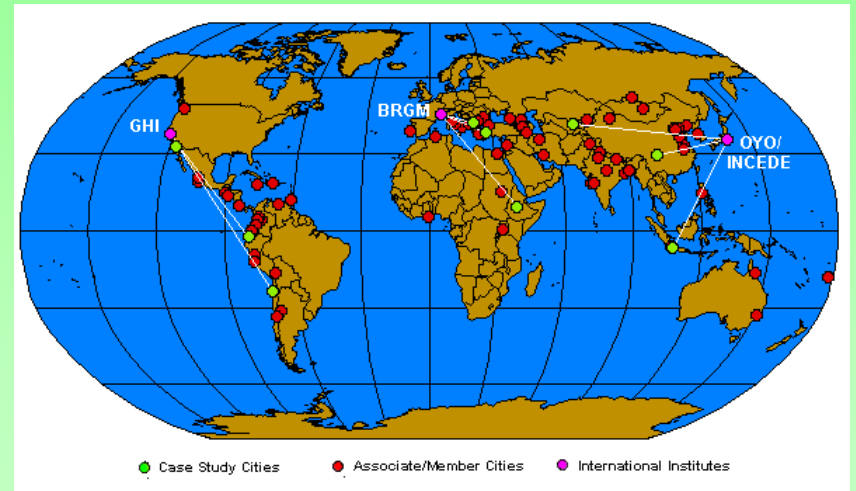 BRGM
GHI
OYO/
INCEDE
Case Study Cities
Associate/Member Cities
International Institutes